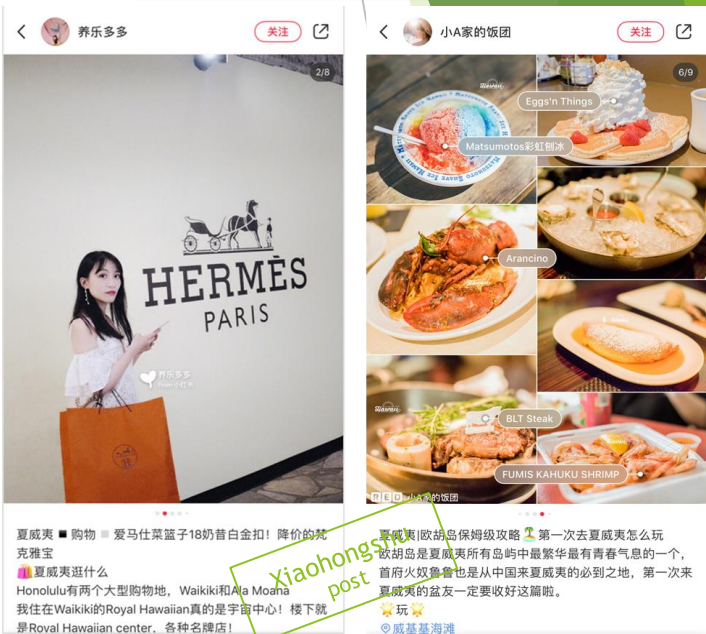 养乐多多
关注
2/8
HERMÈS
PARIS
养乐多多
夏威夷 ◾ 购物 ◽ 爱马仕菜篮子18奶昔白金扣！降价的梵
克雅宝
🛍️夏威夷逛什么
Honolulu有两个大型购物地，Waikiki和Ala Moana
我住在Waikiki的Royal Hawaiian真的是宇宙中心！楼下就
是Royal Hawaiian center，各种名牌店！
小A家的饭团
关注
6/9
Eggs'n Things
Matsumotos彩虹刨冰
Arancino
BLT Steak
FUMIS KAHUKU SHRIMP
RED 小A家的饭团
夏威夷|欧胡岛保姆级攻略🏝️第一次去夏威夷怎么玩
欧胡岛是夏威夷所有岛屿中最繁华最有青春气息的一个，
首府火奴鲁鲁也是从中国来夏威夷的必到之地，第一次来
夏威夷的盆友一定要收好这篇啦。
🌟玩🌟
威基基海滩
Xiaohongshu
post